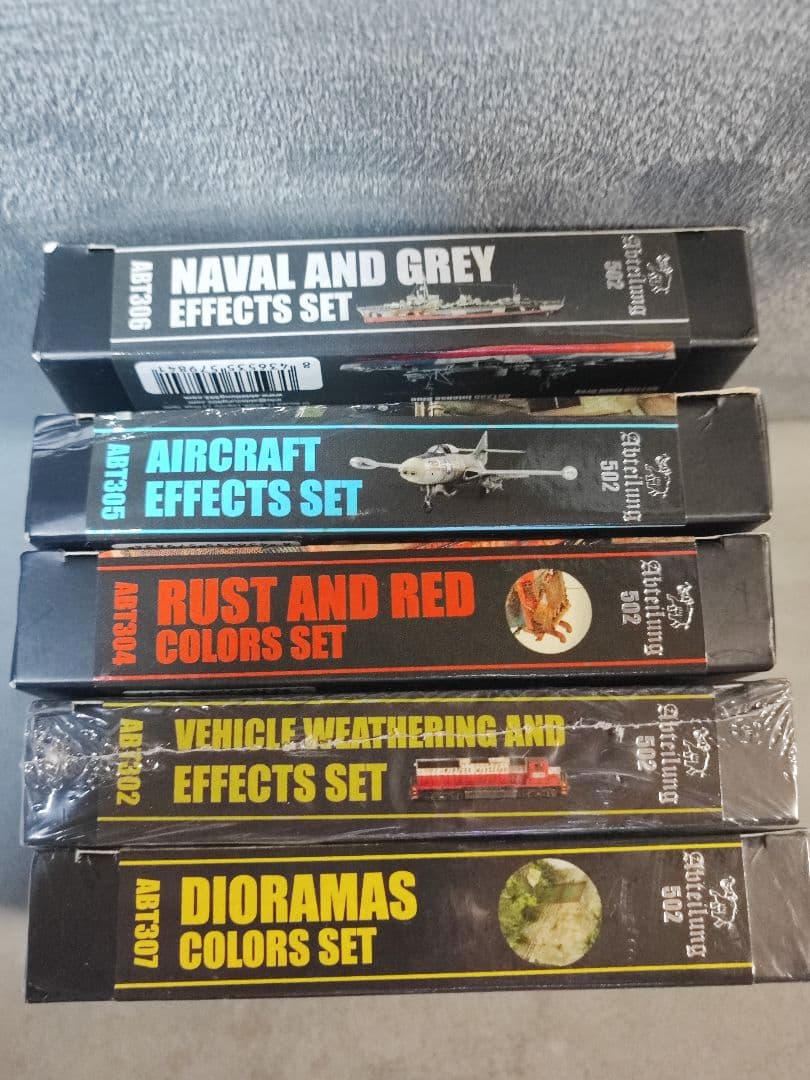 ABT306
NAVAL AND GREY
EFFECTS SET
Abteilung
502
8436535579841
ABT305
AIRCRAFT
EFFECTS SET
Abteilung
502
ABT304
RUST AND RED
COLORS SET
Abteilung
502
ABT302
VEHICLE WEATHERING AND
EFFECTS SET
Abteilung
502
ABT307
DIORAMAS
COLORS SET
Abteilung
502